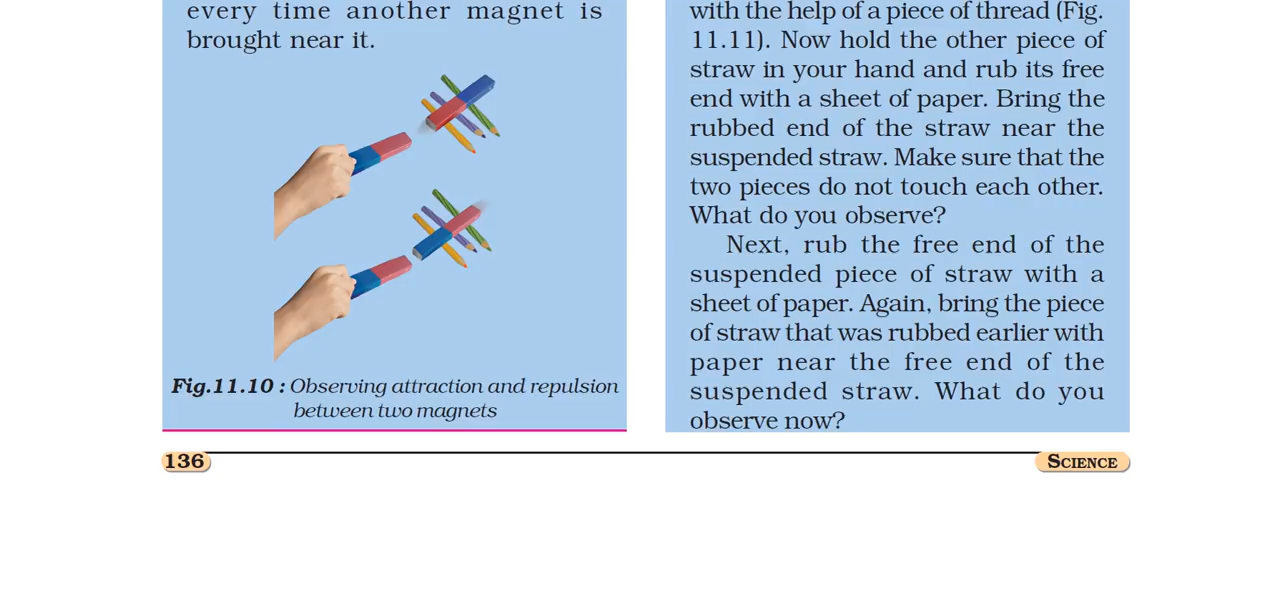 every time another magnet is
brought near it.
Fig.11.10 : Observing attraction and repulsion
between two magnets
with the help of a piece of thread (Fig.
11.11). Now hold the other piece of
straw in your hand and rub its free
end with a sheet of paper. Bring the
rubbed end of the straw near the
suspended straw. Make sure that the
two pieces do not touch each other.
What do you observe?
Next, rub the free end of the
suspended piece of straw with a
sheet of paper. Again, bring the piece
of straw that was rubbed earlier with
paper near the free end of the
suspended straw. What do you
observe now?
136
SCIENCE